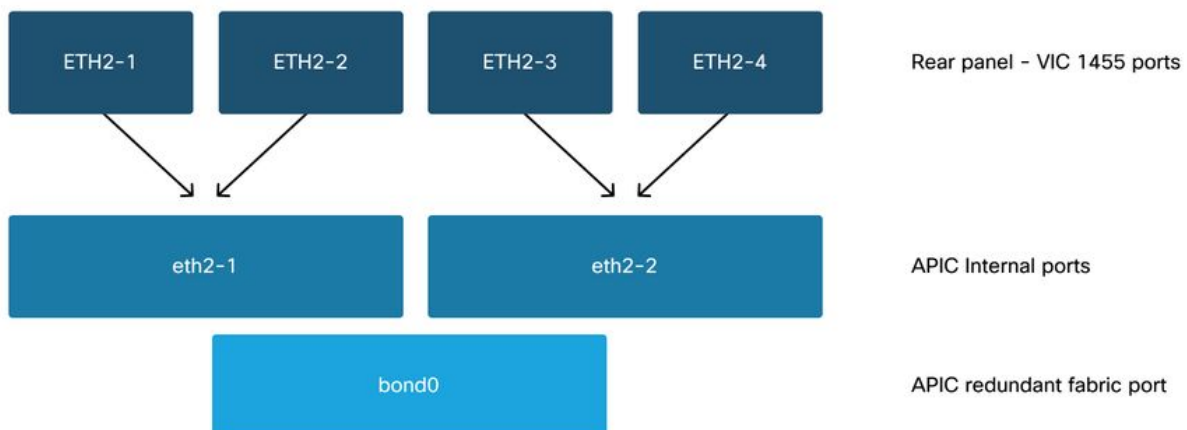 ETH2-1 ETH2-2 ETH2-3 ETH2-4 Rear panel - VIC 1455 ports
eth2-1 eth2-2 APIC Internal ports
bond0 APIC redundant fabric port